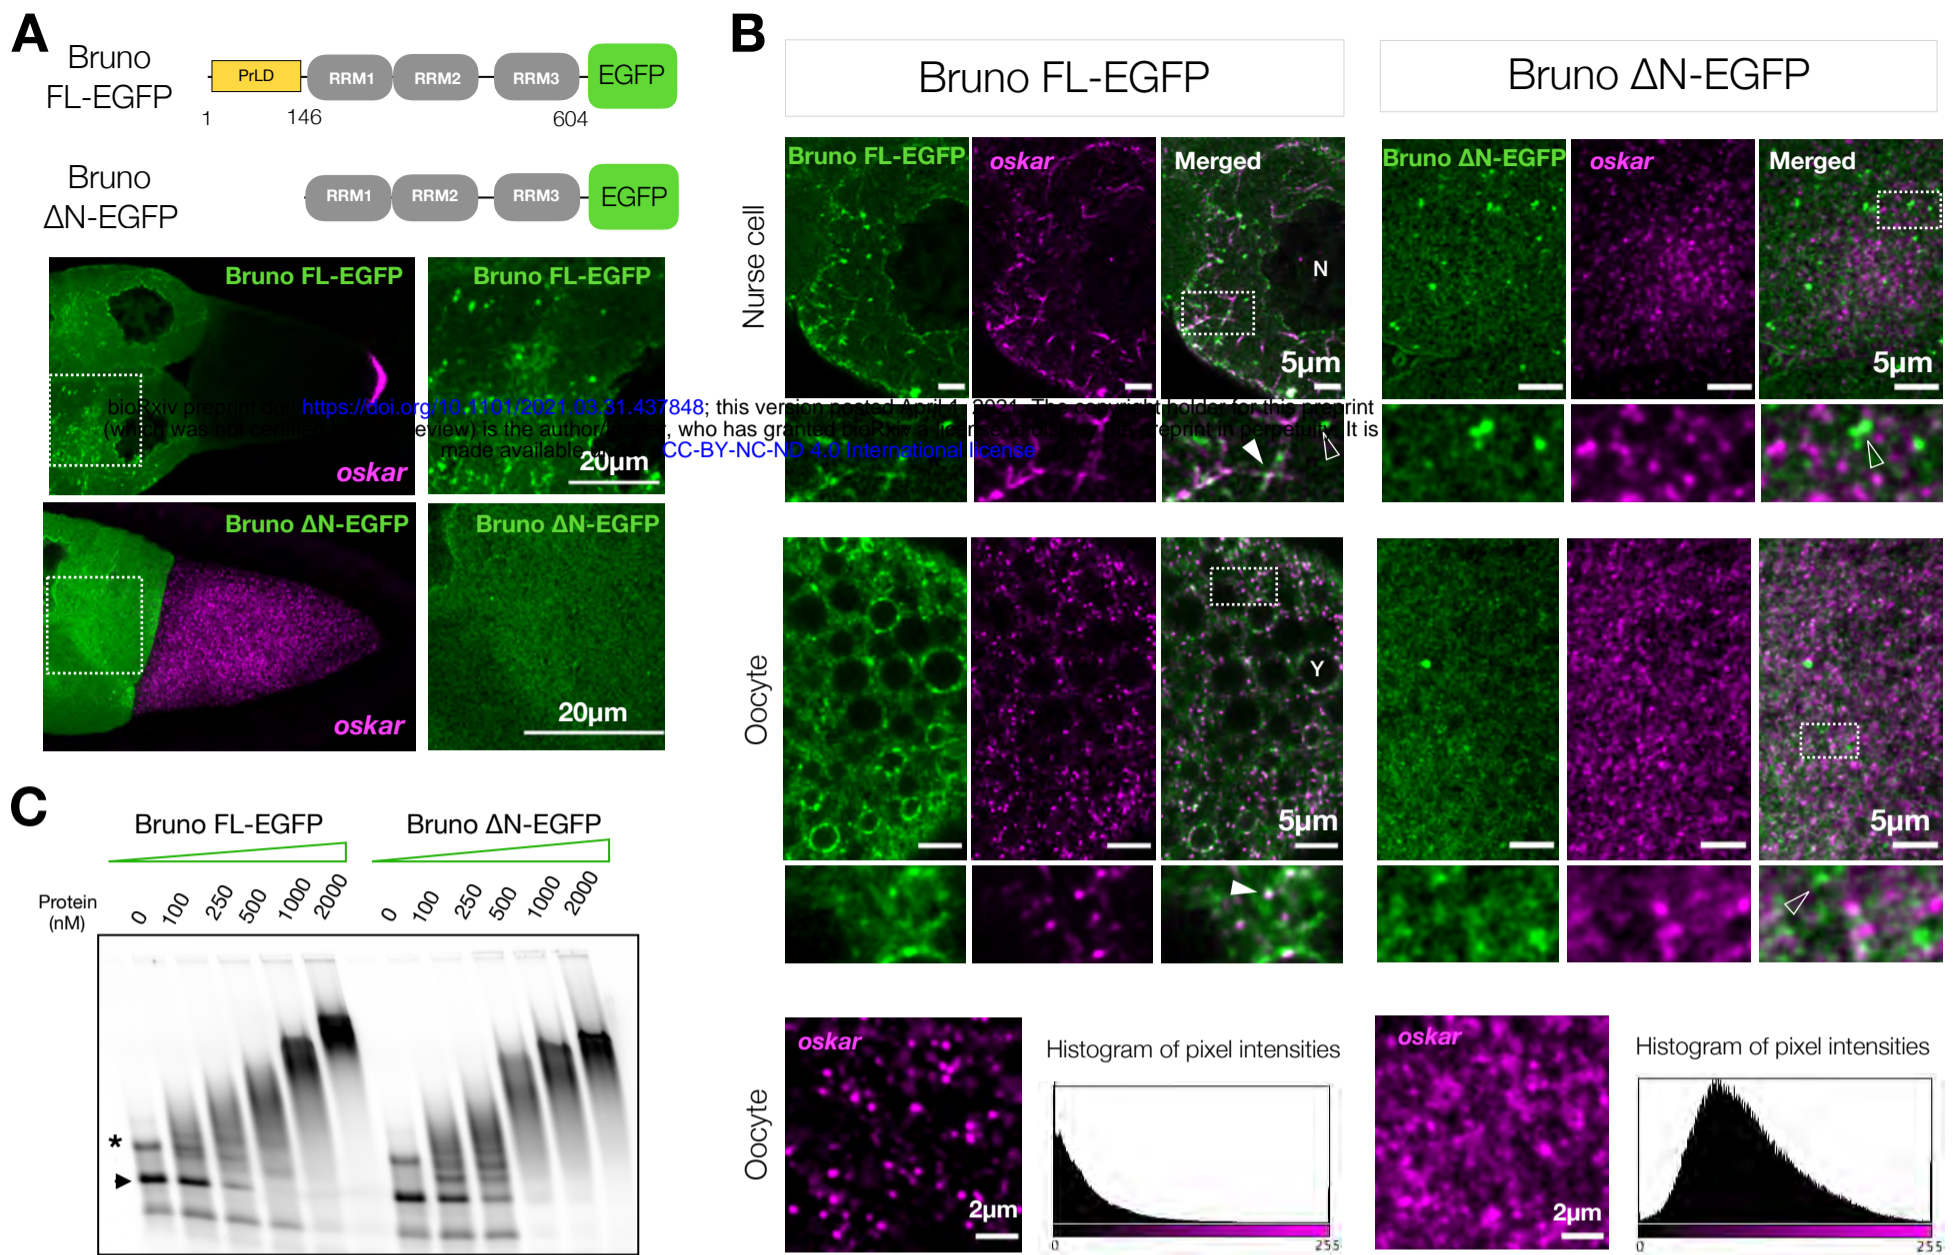 A
Bruno
FL-EGFP
PrLD
RRM1
RRM2
RRM3
EGFP
1
146
604
Bruno
ΔN-EGFP
RRM1
RRM2
RRM3
EGFP
Bruno FL-EGFP
oskar
Bruno FL-EGFP
20μm
Bruno ΔN-EGFP
oskar
Bruno ΔN-EGFP
20μm
bioRxiv preprint doi: https://doi.org/10.1101/2021.03.31.437848; this version posted April 1, 2021. The copyright holder for this preprint
(which was not certified review) is the author/funder, who has granted bioRxiv a license to display the preprint in perpetuity. It is
made available CC-BY-NC-ND 4.0 International license
B
Bruno FL-EGFP
Bruno ΔN-EGFP
Nurse cell
Bruno FL-EGFP
oskar
Merged
N
5μm
Bruno ΔN-EGFP
oskar
Merged
5μm
Oocyte
Y
5μm
5μm
Oocyte
oskar
2μm
Histogram of pixel intensities
0
255
oskar
2μm
Histogram of pixel intensities
0
255
C
Bruno FL-EGFP
Bruno ΔN-EGFP
Protein
(nM)
0 100 250 500 1000 2000
0 100 250 500 1000 2000
*